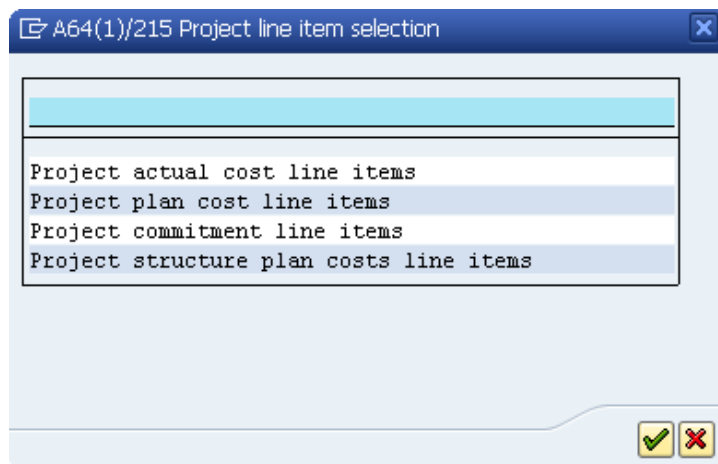 A64(1)/215 Project line item selection
Project actual cost line items
Project plan cost line items
Project commitment line items
Project structure plan costs line items